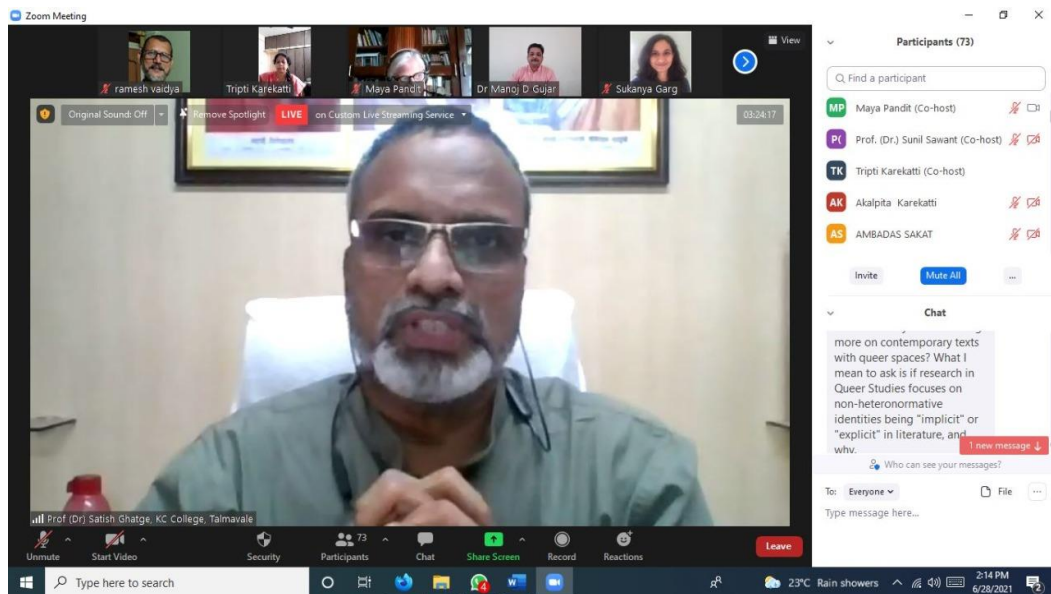 Zoom Meeting
ramesh vaidya
Tripti Karekatti
Maya Pandit
Dr Manoj D Gujar
Sukanya Garg
View
Original Sound: Off
Remove Spotlight
LIVE
on Custom Live Streaming Service
03:24:17
Prof (Dr) Satish Ghatge, KC College, Talmavale
Participants (73)
Find a participant
MP Maya Pandit (Co-host)
P( Prof. (Dr.) Sunil Sawant (Co-host)
TK Tripti Karekatti (Co-host)
AK Akalpita Karekatti
AS AMBADAS SAKAT
Invite
Mute All
...
Chat
more on contemporary texts
with queer spaces? What I
mean to ask is if research in
Queer Studies focuses on
non-heteronormative
identities being "implicit" or
"explicit" in literature, and
why.
1 new message
Who can see your messages?
To: Everyone
File
...
Type message here...
Unmute
Start Video
Security
73
Participants
Chat
Share Screen
Record
Reactions
Leave
Type here to search
4
23°C Rain showers
2:14 PM
6/28/2021
2